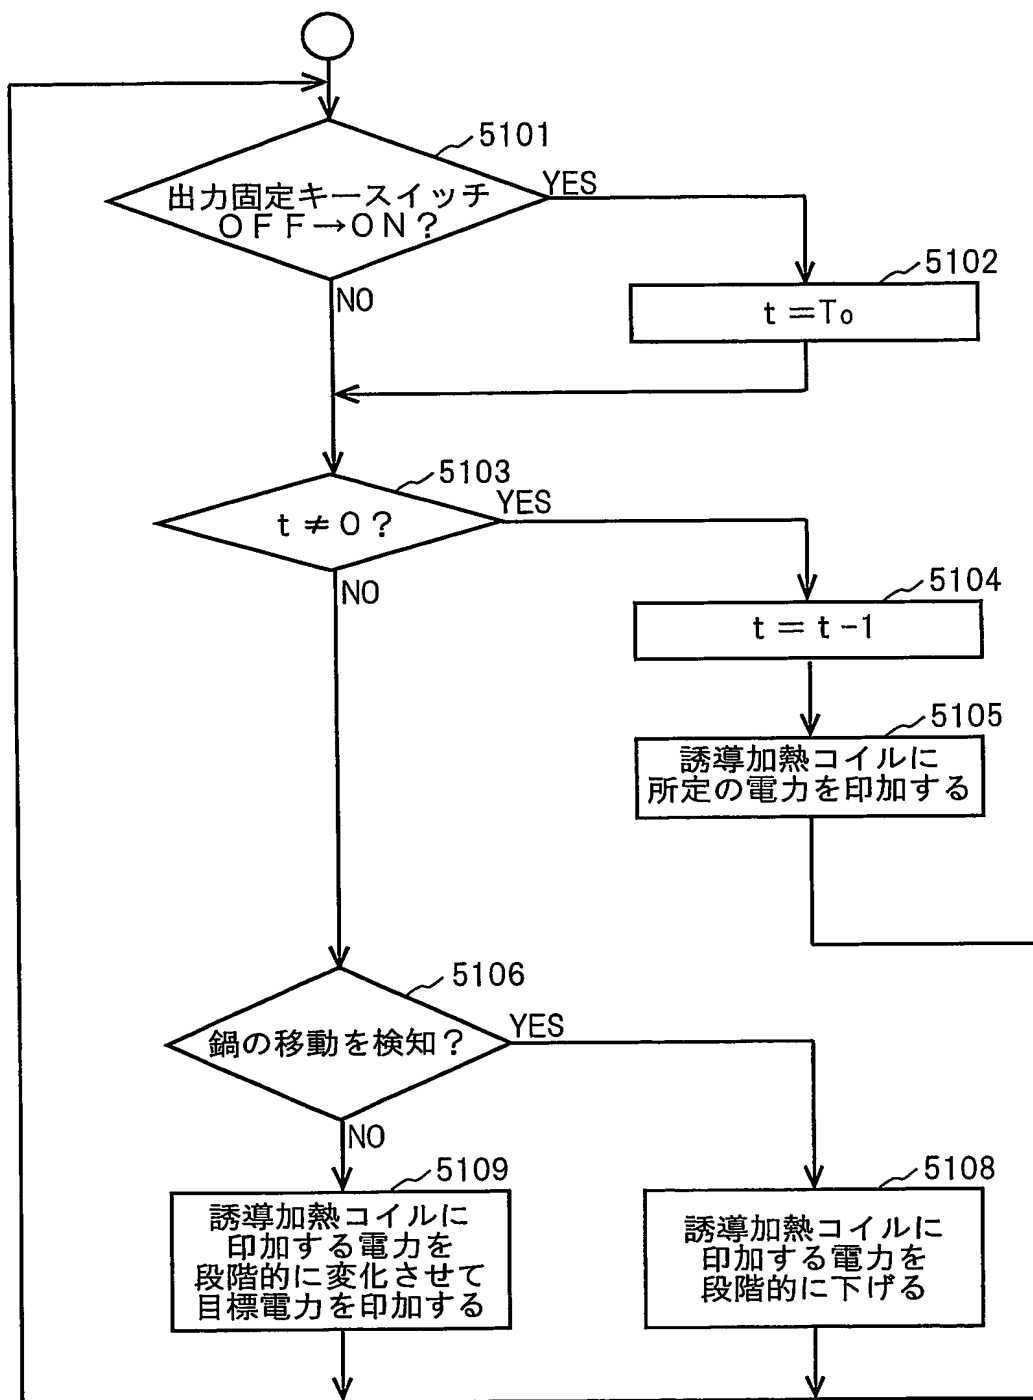 5101
出力固定キースイッチ
OFF→ON?
YES
NO
5102
t=To
5103
t≠0?
YES
NO
5104
t=t-1
5105
誘導加熱コイルに
所定の電力を印加する
5106
鍋の移動を検知?
YES
NO
5109
誘導加熱コイルに
印加する電力を
段階的に変化させて
目標電力を印加する
5108
誘導加熱コイルに
印加する電力を
段階的に下げる